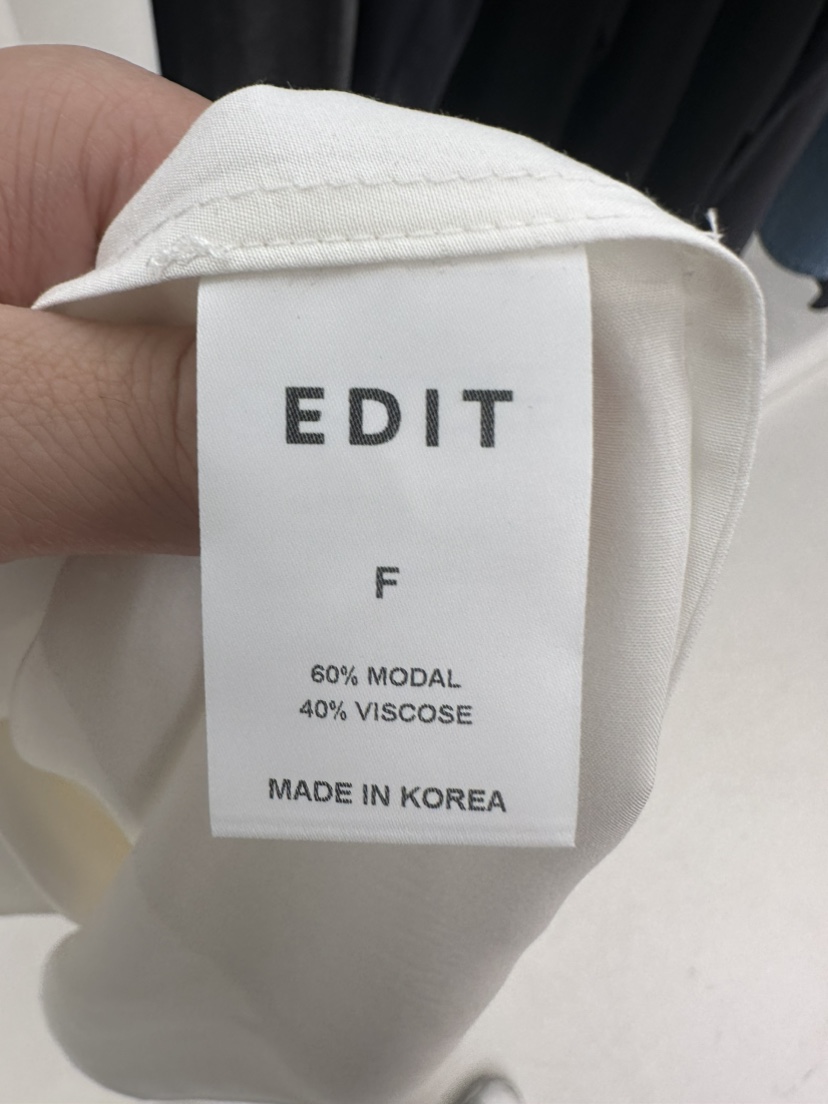 EDIT
F
60% MODAL
40% VISCOSE
MADE IN KOREA